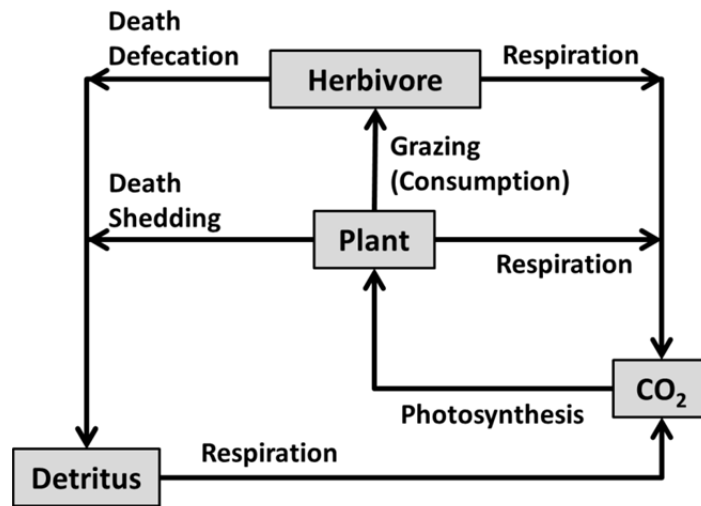 Death
Defecation
Herbivore
Respiration
Grazing
(Consumption)
Death
Shedding
Plant
Respiration
CO₂
Photosynthesis
Respiration
Detritus